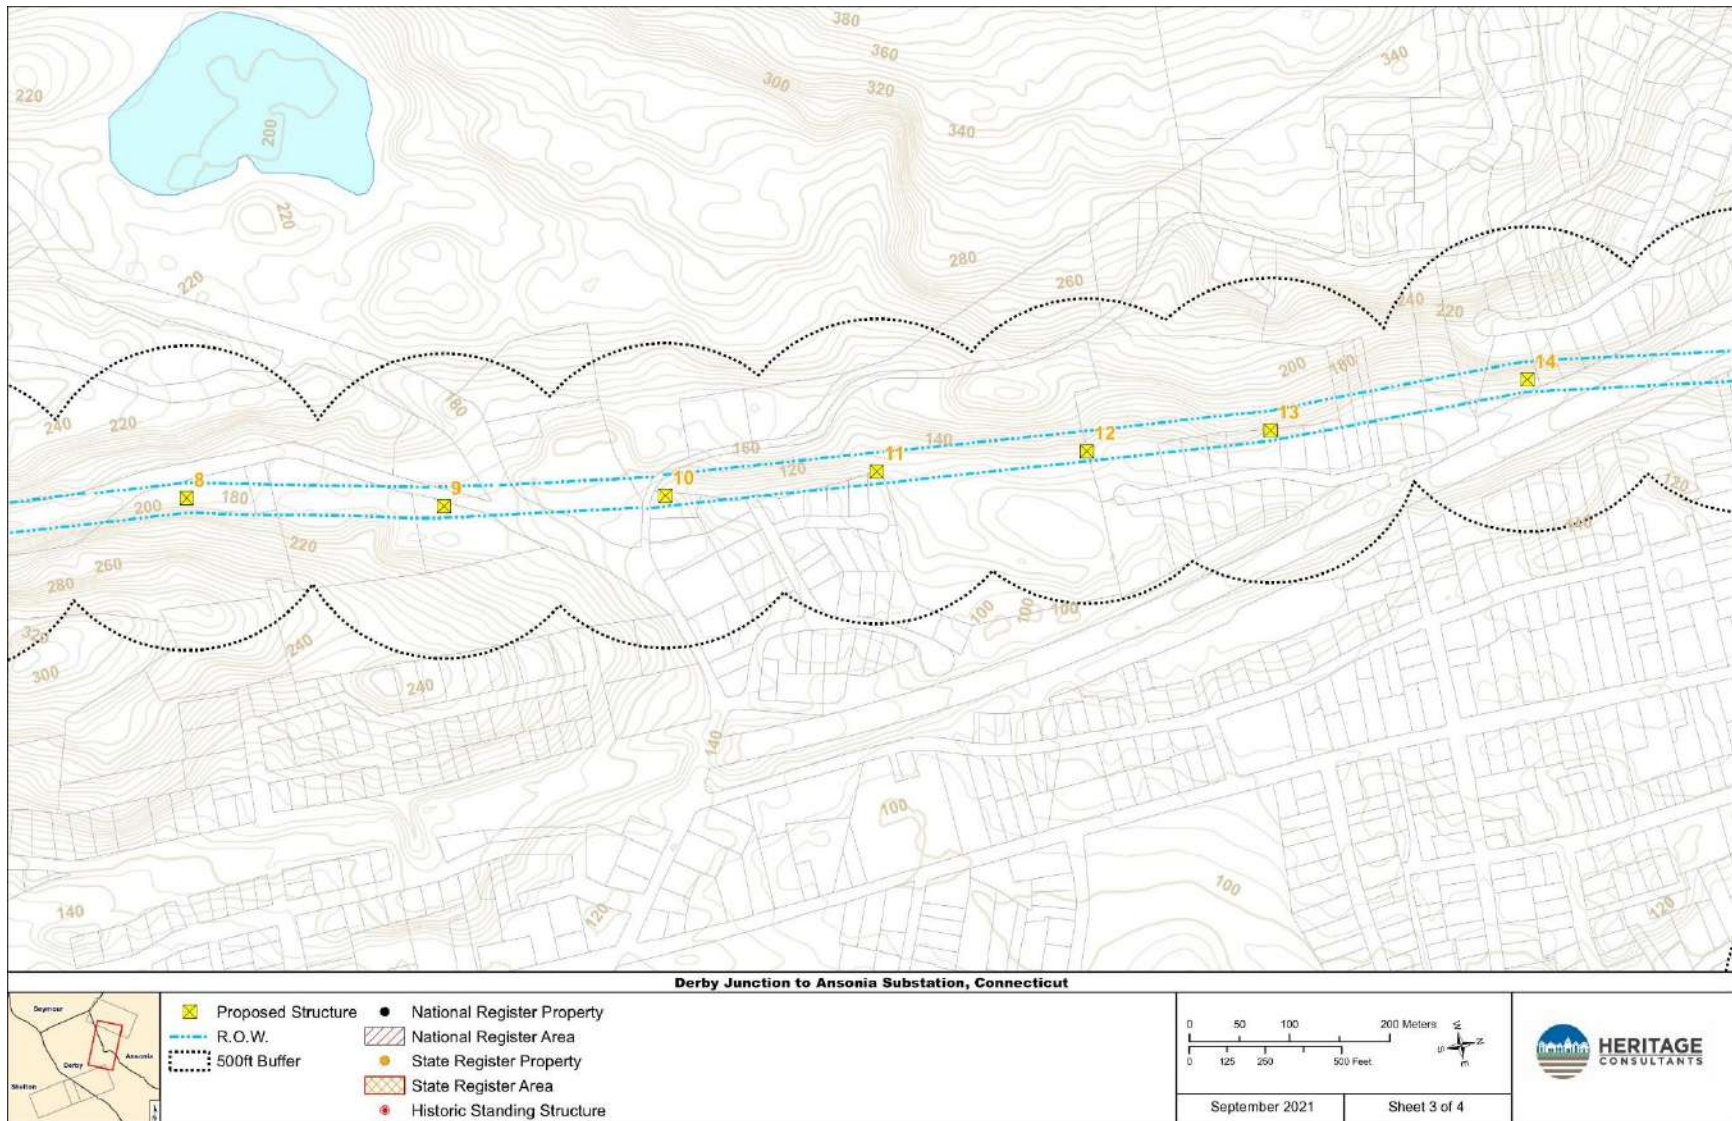 380
360
340
300
320
220
200
340
220
280
220
260
240
220
200
180
14
180
13
240
220
12
140
160
11
120
10
8
9
180
200
220
120
140
260
280
320
240
300
240
100
100
100
140
100
100
140
120
120
Derby Junction to Ansonia Substation, Connecticut
Seymour
Ansonia
Derby
Shelton
Proposed Structure
R.O.W.
500ft Buffer
National Register Property
National Register Area
State Register Property
State Register Area
Historic Standing Structure
0 50 100 200 Meters
0 125 250 500 Feet
W
N
S
E
September 2021
Sheet 3 of 4
HERITAGE
CONSULTANTS